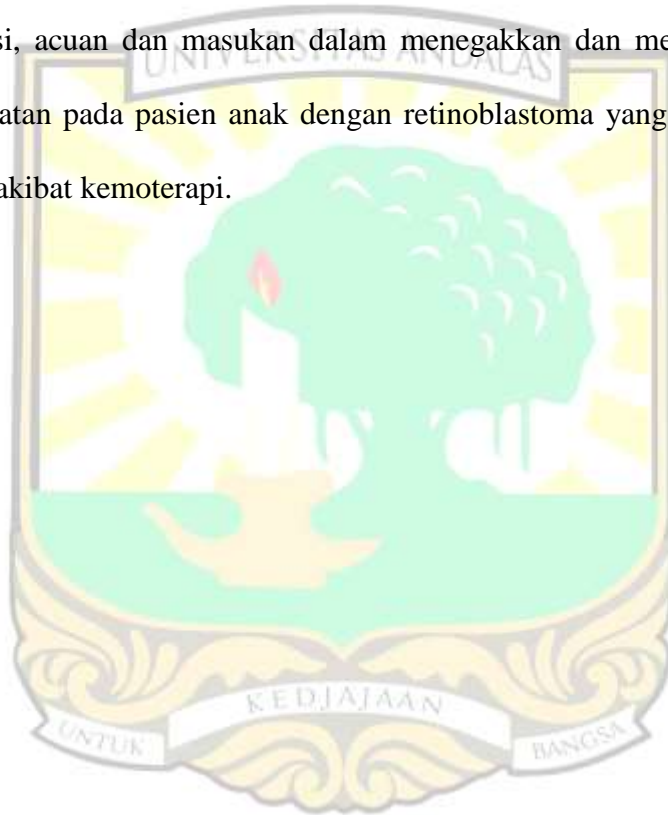 si, acuan dan masukan dalam menegakkan dan me
UNIVERSITAS ANDALAS
atan pada pasien anak dengan retinoblastoma yang
akibat kemoterapi.
KEDJAJAAN
UNTUK
BANGSA